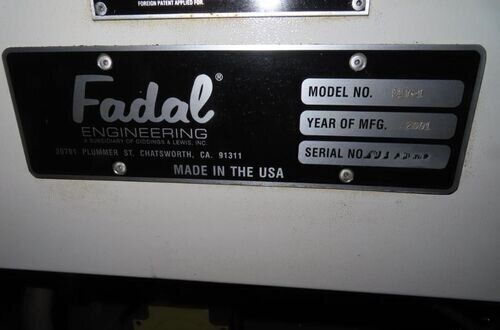 FOREIGN PATENT APPLIED FOR.
Fadal®
ENGINEERING
A SUBSIDIARY OF GIDDINGS & LEWIS, INC.
20701 PLUMMER ST. CHATSWORTH, CA. 91311
MADE IN THE USA
MODEL NO.
YEAR OF MFG. 2001
SERIAL NO.